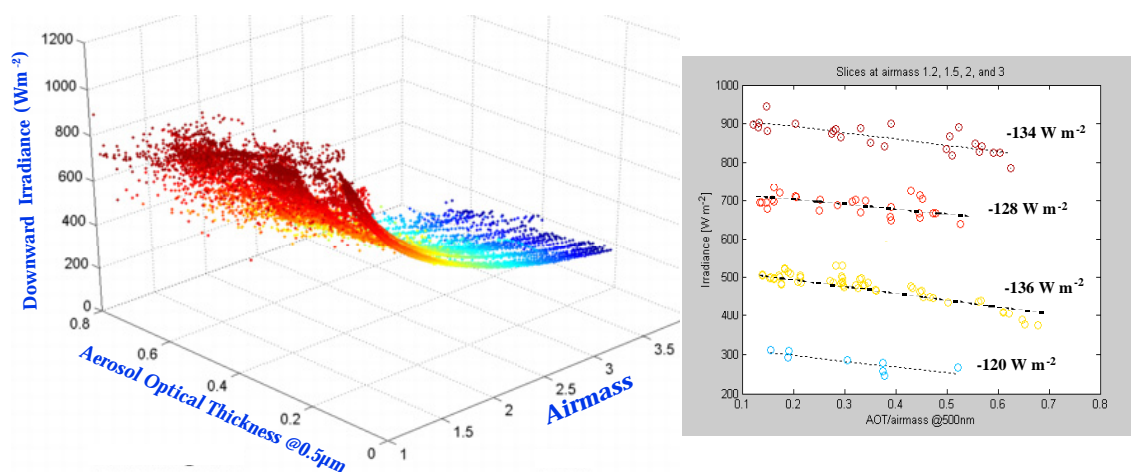 1200
1000
800
600
400
200
0
Downward Irradiance (Wm-2)
0.8
0.6
0.4
0.2
0
Aerosol Optical Thickness @0.5µm
1
1.5
2
2.5
3
3.5
Airmass
Slices at airmass 1.2, 1.5, 2, and 3
1000
900
800
700
600
500
400
300
200
Irradiance [W m-2]
-134 W m-2
-128 W m-2
-136 W m-2
-120 W m-2
0.1 0.2 0.3 0.4 0.5 0.6 0.7 0.8
AOT/airmass @500nm